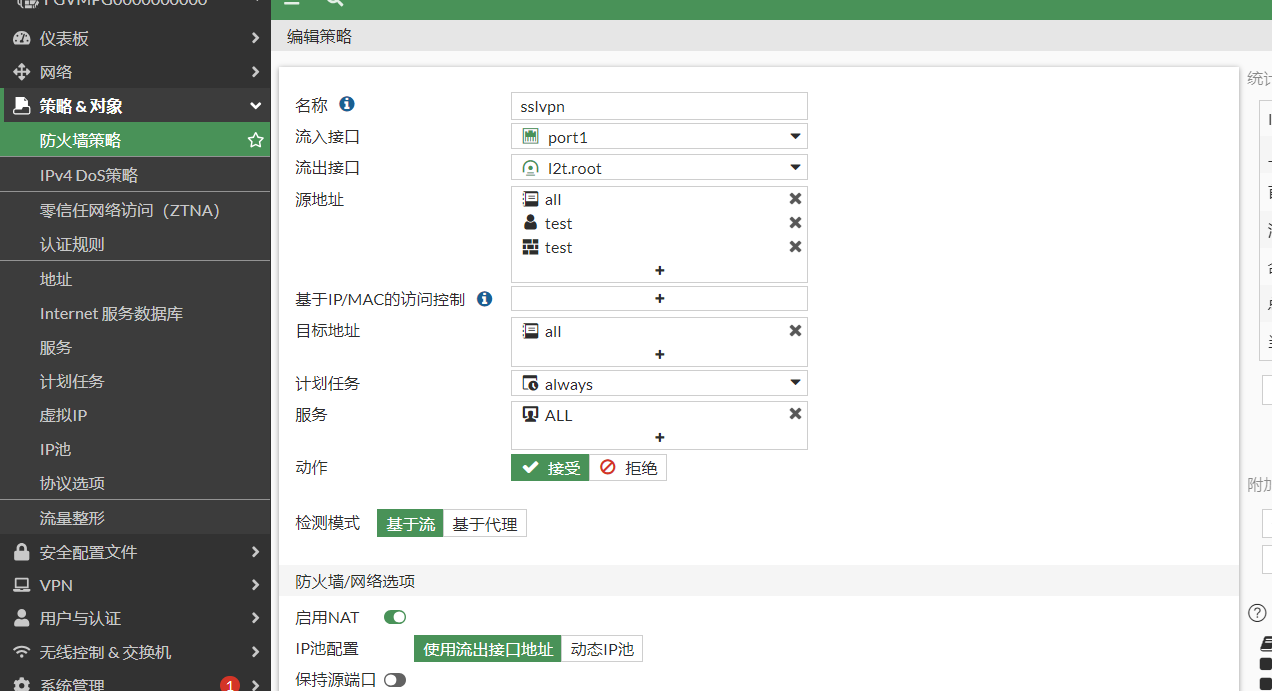 仪表板
网络
策略 & 对象
防火墙策略
IPv4 DoS策略
零信任网络访问（ZTNA）
认证规则
地址
Internet 服务数据库
服务
计划任务
虚拟IP
IP池
协议选项
流量整形
安全配置文件
VPN
用户与认证
无线控制 & 交换机
系统管理 1
编辑策略
名称 sslvpn
流入接口 port1
流出接口 l2t.root
源地址 all
test
test
基于IP/MAC的访问控制
目标地址 all
计划任务 always
服务 ALL
动作 接受 拒绝
检测模式 基于流 基于代理
防火墙/网络选项
启用NAT
IP池配置 使用流出接口地址 动态IP池
保持源端口
统计
附加